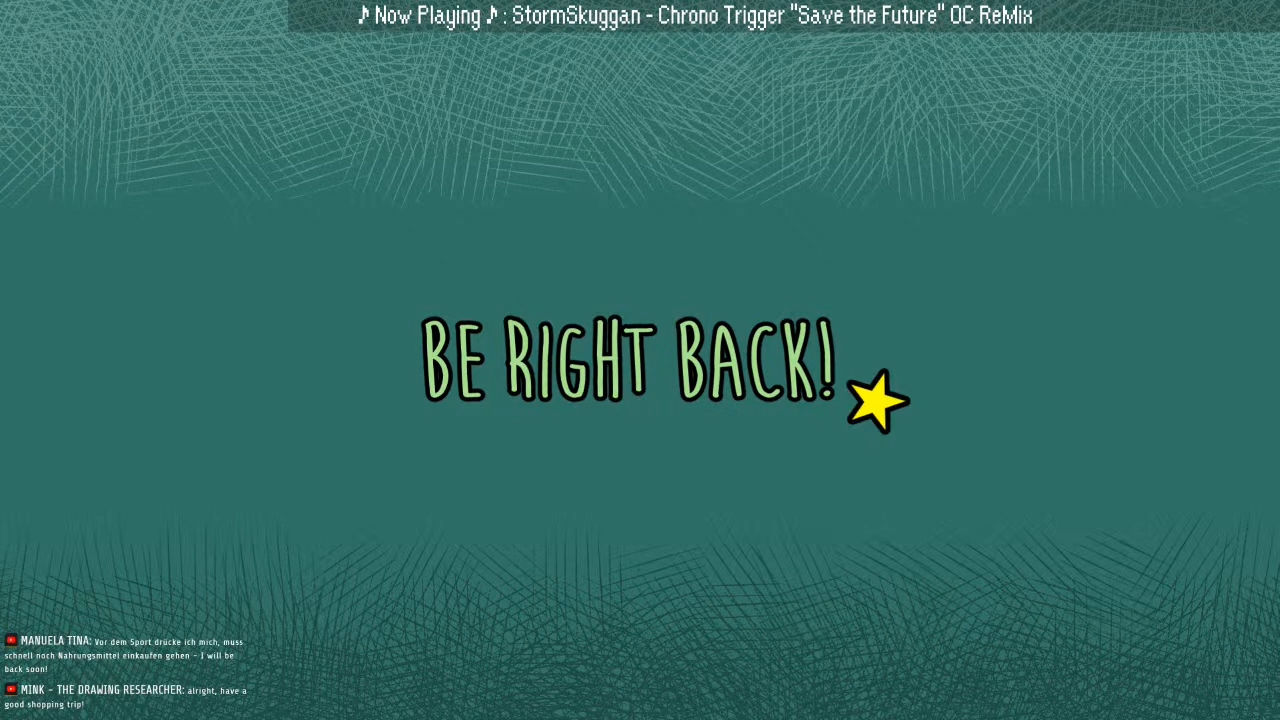 ♪ Now Playing ♪ : StormSkuggan - Chrono Trigger "Save the Future" OC ReMix
BE RIGHT BACK!
MANUELA TINA: Vor dem Sport drücke ich mich, muss
schnell noch Nahrungsmittel einkaufen gehen - I will be
back soon!
MINK - THE DRAWING RESEARCHER: alright, have a
good shopping trip!